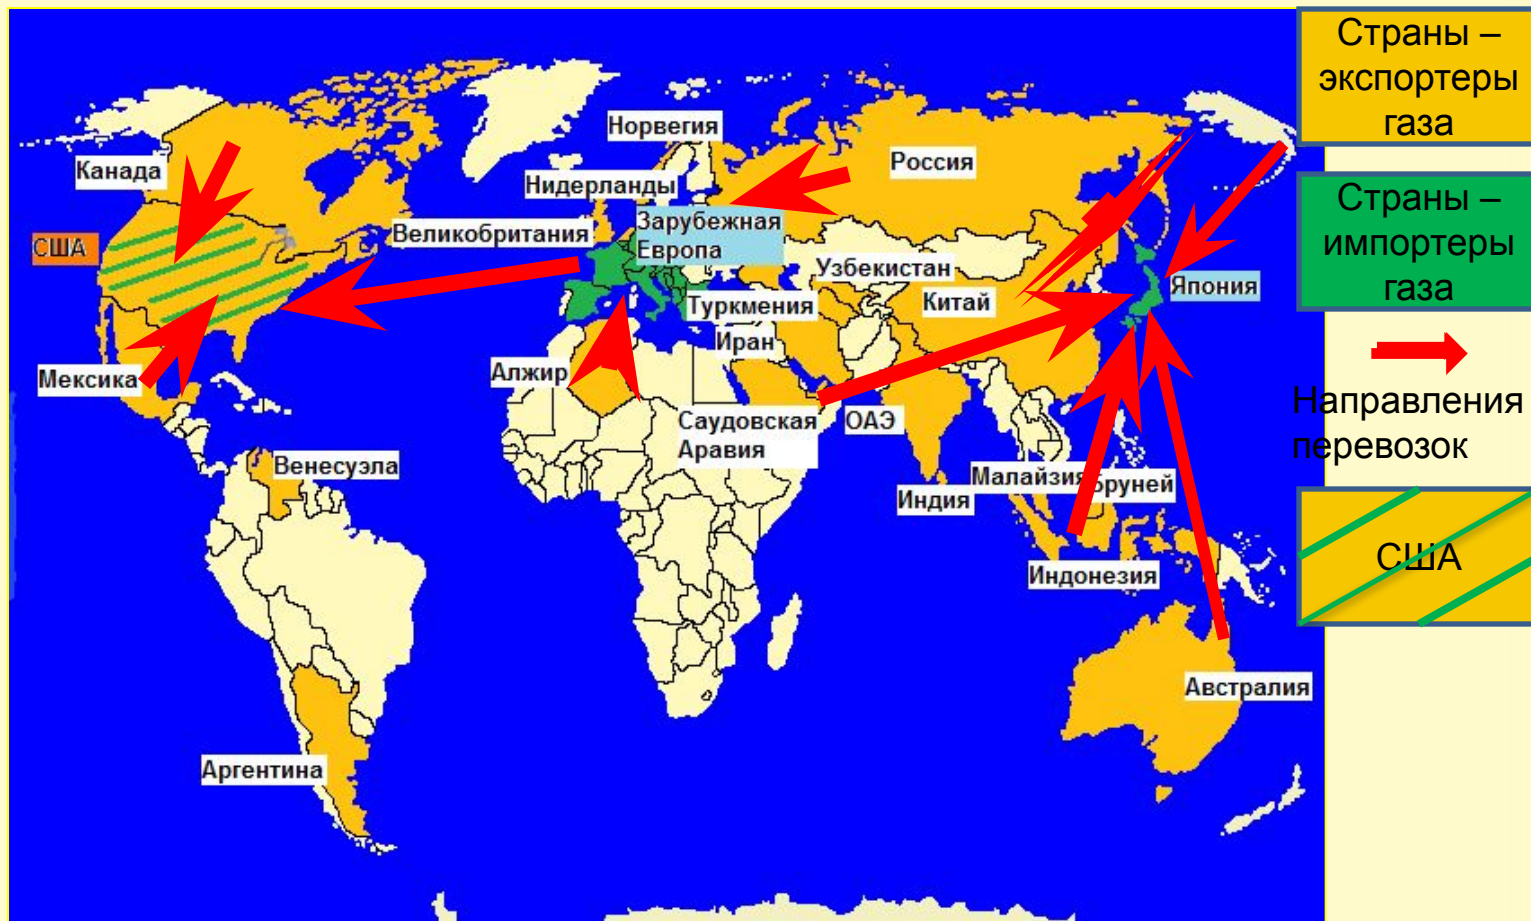 Страны –
экспортеры
газа
Страны –
импортеры
газа
Направления
перевозок
США
Норвегия
Канада
Россия
Нидерланды
Зарубежная
Европа
Великобритания
США
Узбекистан
Китай
Япония
Туркмения
Иран
Мексика
Алжир
Саудовская
Аравия
ОАЭ
Венесуэла
Малайзия
Бруней
Индия
Индонезия
Австралия
Аргентина